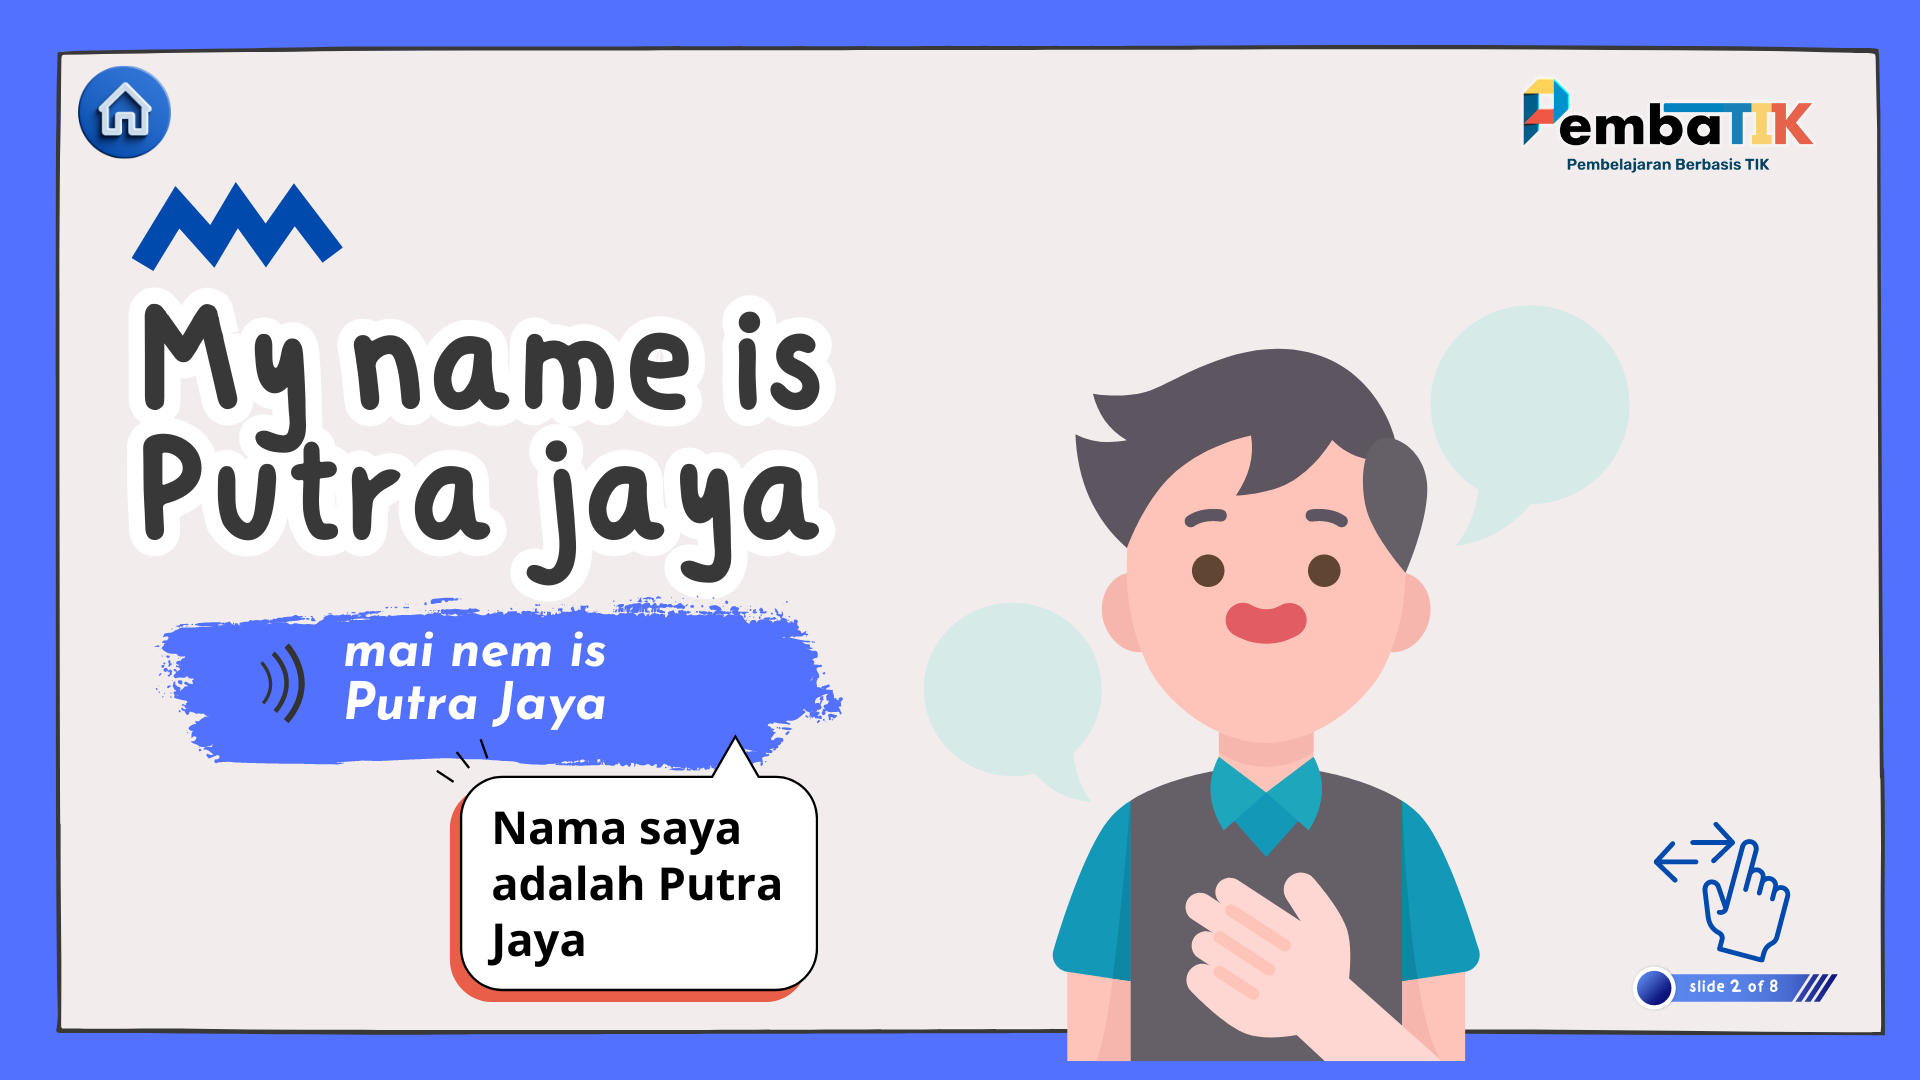 PembaTIK
Pembelajaran Berbasis TIK
My name is
Putra jaya
mai nem is
Putra Jaya
Nama saya
adalah Putra
Jaya
slide 2 of 8